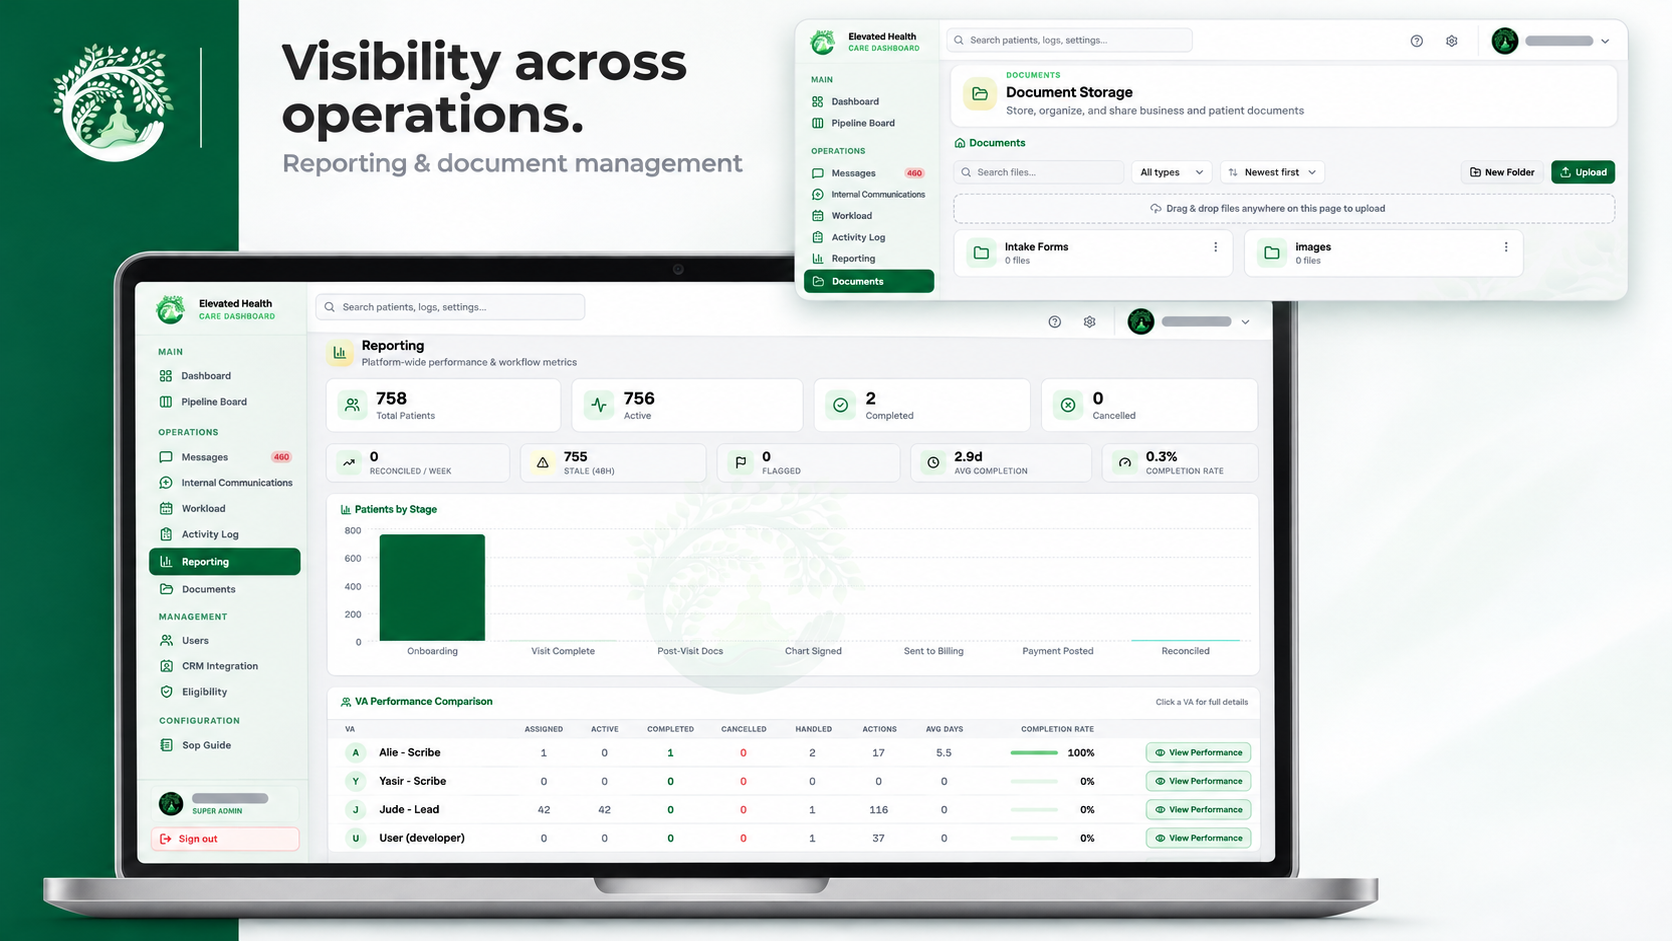 Visibility across
operations.
Reporting & document management
Elevated Health
CARE DASHBOARD
Search patients, logs, settings...
MAIN
Dashboard
Pipeline Board
OPERATIONS
Messages 460
Internal Communications
Workload
Activity Log
Reporting
Documents
DOCUMENTS
Document Storage
Store, organize, and share business and patient documents
Documents
Search files... All types Newest first New Folder Upload
Drag & drop files anywhere on this page to upload
Intake Forms
0 files
images
0 files
Elevated Health
CARE DASHBOARD
Search patients, logs, settings...
MAIN
Dashboard
Pipeline Board
OPERATIONS
Messages 460
Internal Communications
Workload
Activity Log
Reporting
Documents
MANAGEMENT
Users
CRM Integration
Eligibility
CONFIGURATION
Sop Guide
SUPER ADMIN
Sign out
Reporting
Platform-wide performance & workflow metrics
758
Total Patients
756
Active
2
Completed
0
Cancelled
0
RECONCILED / WEEK
755
STALE (48H)
0
FLAGGED
2.9d
AVG COMPLETION
0.3%
COMPLETION RATE
Patients by Stage
800
600
400
200
0
Onboarding Visit Complete Post-Visit Docs Chart Signed Sent to Billing Payment Posted Reconciled
VA Performance Comparison Click a VA for full details
VA ASSIGNED ACTIVE COMPLETED CANCELLED HANDLED ACTIONS AVG DAYS COMPLETION RATE
A Alie - Scribe 1 0 1 0 2 17 5.5 100% View Performance
Y Yasir - Scribe 0 0 0 0 0 0 0 0% View Performance
J Jude - Lead 42 42 0 0 1 116 0 0% View Performance
U User (developer) 0 0 0 0 1 37 0 0% View Performance